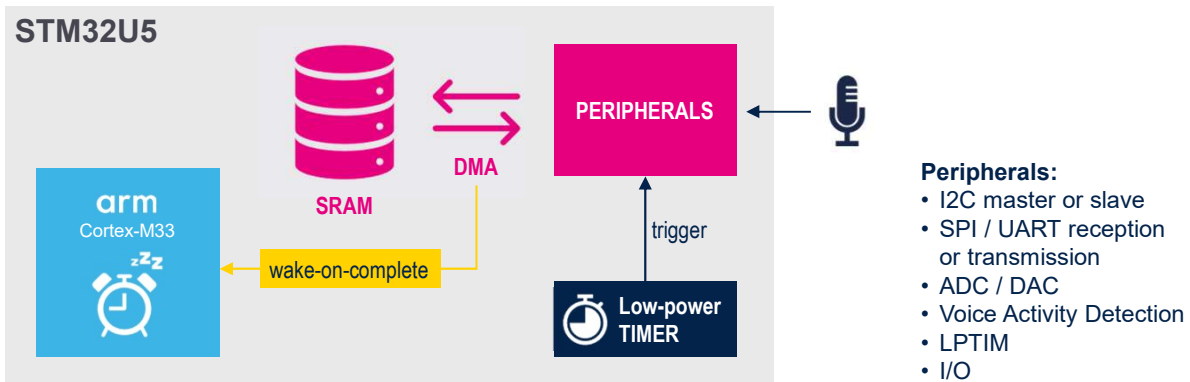 STM32U5
PERIPHERALS
DMA
SRAM
arm
Cortex-M33
zzz
wake-on-complete
trigger
Low-power
TIMER
Peripherals:
• I2C master or slave
• SPI / UART reception
or transmission
• ADC / DAC
• Voice Activity Detection
• LPTIM
• I/O